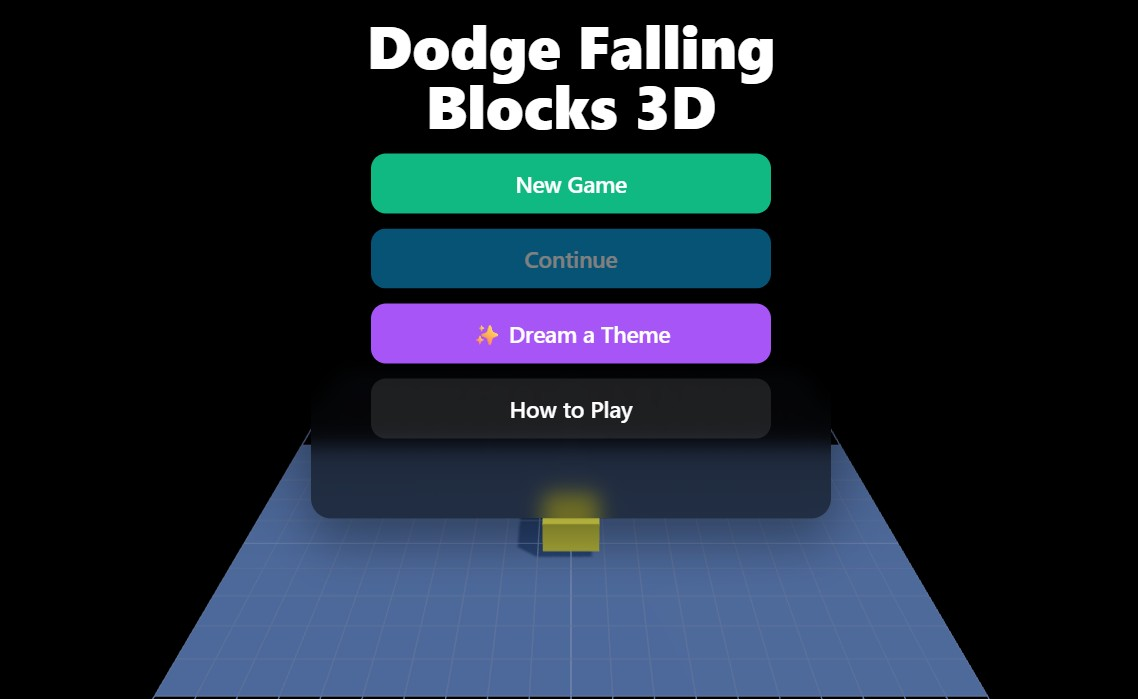 Dodge Falling
Blocks 3D
New Game
Continue
✨ Dream a Theme
How to Play